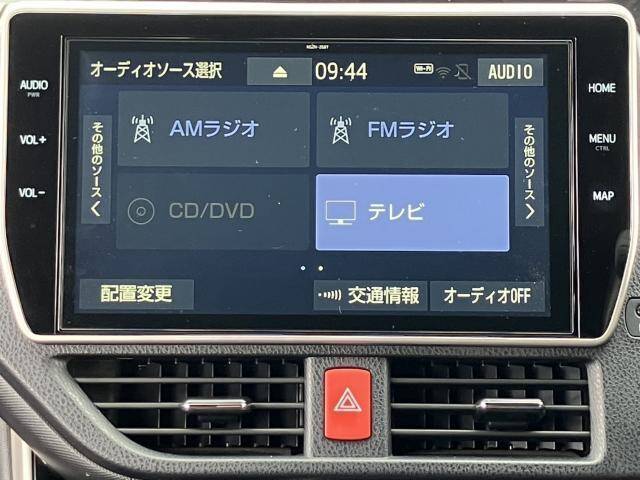 オーディオソース選択
09:44
AUDIO
AUDIO
PWR
VOL+
VOL-
その他のソース
AMラジオ
FMラジオ
CD/DVD
テレビ
その他のソース
配置変更
交通情報
オーディオOFF
HOME
MENU
CTRL
MAP